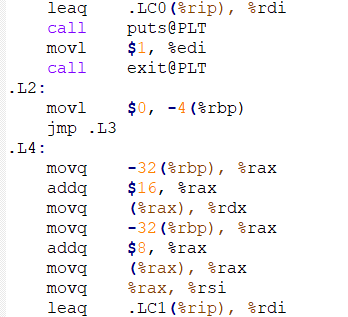 leaq .LC0(%rip), %rdi
call puts@PLT
movl $1, %edi
call exit@PLT
.L2:
movl $0, -4(%rbp)
jmp .L3
.L4:
movq -32(%rbp), %rax
addq $16, %rax
movq (%rax), %rdx
movq -32(%rbp), %rax
addq $8, %rax
movq (%rax), %rax
movq %rax, %rsi
leaq .LC1(%rip), %rdi